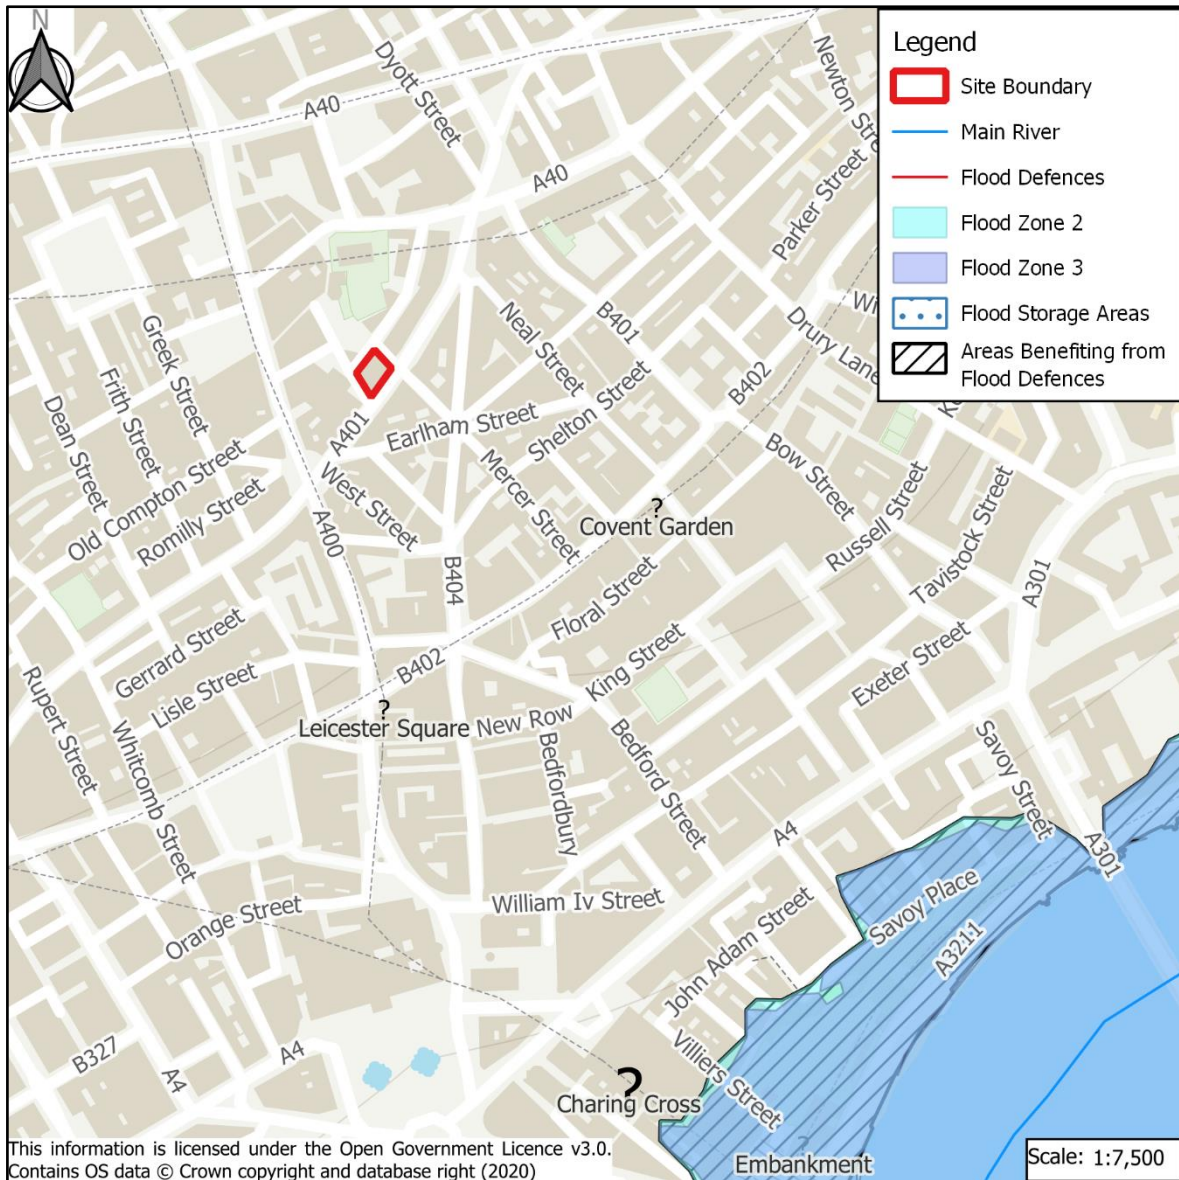 N
Legend
Site Boundary
Main River
Flood Defences
Flood Zone 2
Flood Zone 3
Flood Storage Areas
Areas Benefiting from
Flood Defences
A40
Dyott Street
A40
Newton Stre
Parker Street
B401
Neal Street
Drury Lane
B402
Greek Street
Frith Street
Dean Street
A401
Earlham Street
Shelton Street
Bow Street
Old Compton Street
Romilly Street
West Street
Mercer Street
A400
?
Covent Garden
Russell Street
Tavistock Street
B404
Floral Street
A301
Gerrard Street
Lisle Street
B402
King Street
Exeter Street
Rupert Street
Whitcomb Street
?
Leicester Square
New Row
Bedfordbury
Bedford Street
Savoy Street
A4
A301
Orange Street
William Iv Street
John Adam Street
Savoy Place
A3211
B327
A4
A4
Villiers Street
?
Charing Cross
?
Embankment
This information is licensed under the Open Government Licence v3.0.
Contains OS data © Crown copyright and database right (2020)
Scale: 1:7,500